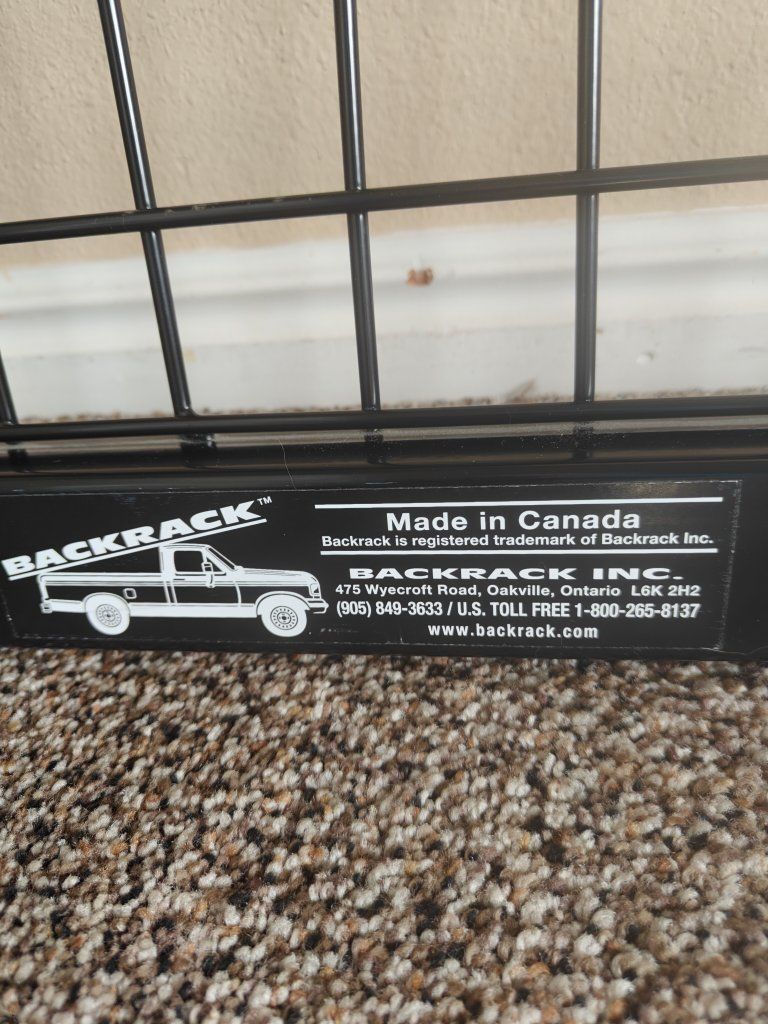 BACKRACK™
Made in Canada
Backrack is registered trademark of Backrack Inc.
BACKRACK INC.
475 Wyecroft Road, Oakville, Ontario L6K 2H2
(905) 849-3633 / U.S. TOLL FREE 1-800-265-8137
www.backrack.com